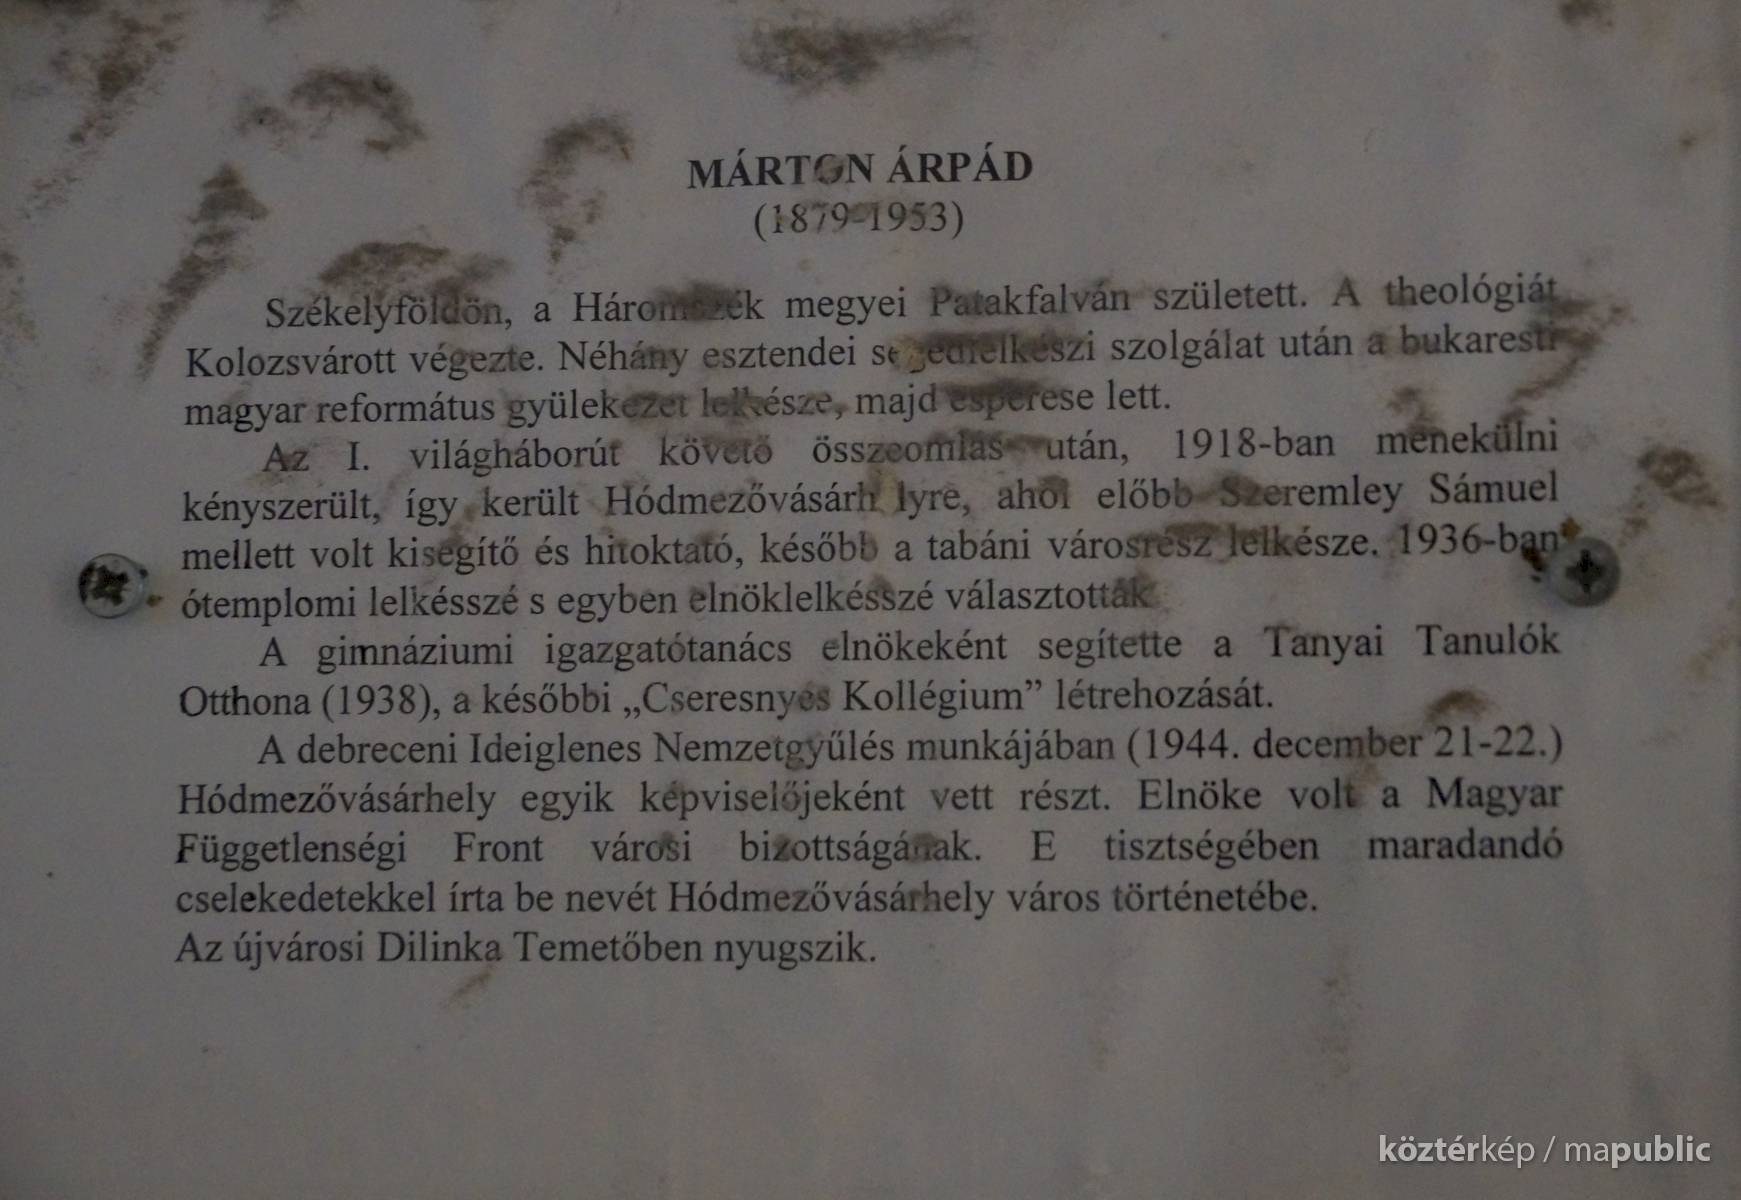 MÁRTON ÁRPÁD
(1879-1953)
Székelyföldön, a Háromszék megyei Patakfalván született. A theológiát
Kolozsvárott végezte. Néhány esztendei segédlelkészi szolgálat után a bukaresti
magyar református gyülekezet lelkésze, majd esperese lett.
Az I. világháborút követő összeomlás után, 1918-ban menekülni
kényszerült, így került Hódmezővásárhelyre, ahol előbb Szeremley Sámuel
mellett volt kisegítő és hitoktató, később a tabáni városrész lelkésze. 1936-ban
ótemplomi lelkésszé s egyben elnöklelkésszé választották.
A gimnáziumi igazgatótanács elnökeként segítette a Tanyai Tanulók
Otthona (1938), a későbbi „Cseresnyés Kollégium” létrehozását.
A debreceni Ideiglenes Nemzetgyűlés munkájában (1944. december 21-22.)
Hódmezővásárhely egyik képviselőjeként vett részt. Elnöke volt a Magyar
Függetlenségi Front városi bizottságának. E tisztségében maradandó
cselekedetekkel írta be nevét Hódmezővásárhely város történetébe.
Az újvárosi Dilinka Temetőben nyugszik.
köztérkép / mapublic